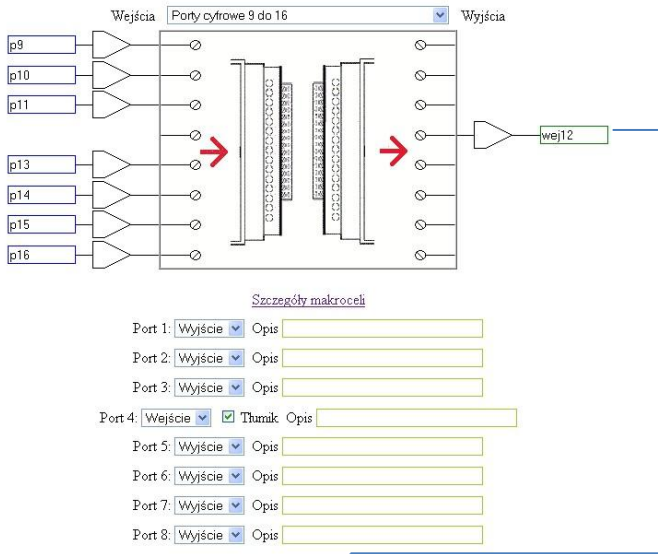 Wejścia Porty cyfrowe 9 do 16 Wyjścia
p9
p10
p11
wej12
p13
p14
p15
p16
Szczegóły makroceli
Port 1: Wyjście Opis
Port 2: Wyjście Opis
Port 3: Wyjście Opis
Port 4: Wejście Tłumik Opis
Port 5: Wyjście Opis
Port 6: Wyjście Opis
Port 7: Wyjście Opis
Port 8: Wyjście Opis